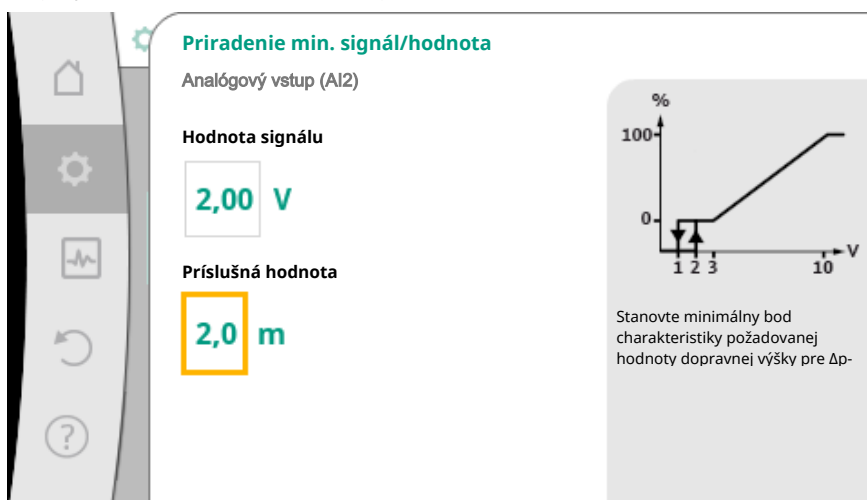 Priradenie min. signál/hodnota
Analógový vstup (AI2)
Hodnota signálu
2,00 V
Príslušná hodnota
2,0 m
%
100
0
1 2 3 10 V
Stanovte minimálny bod
charakteristiky požadovanej
hodnoty dopravnej výšky pre Δp-
?